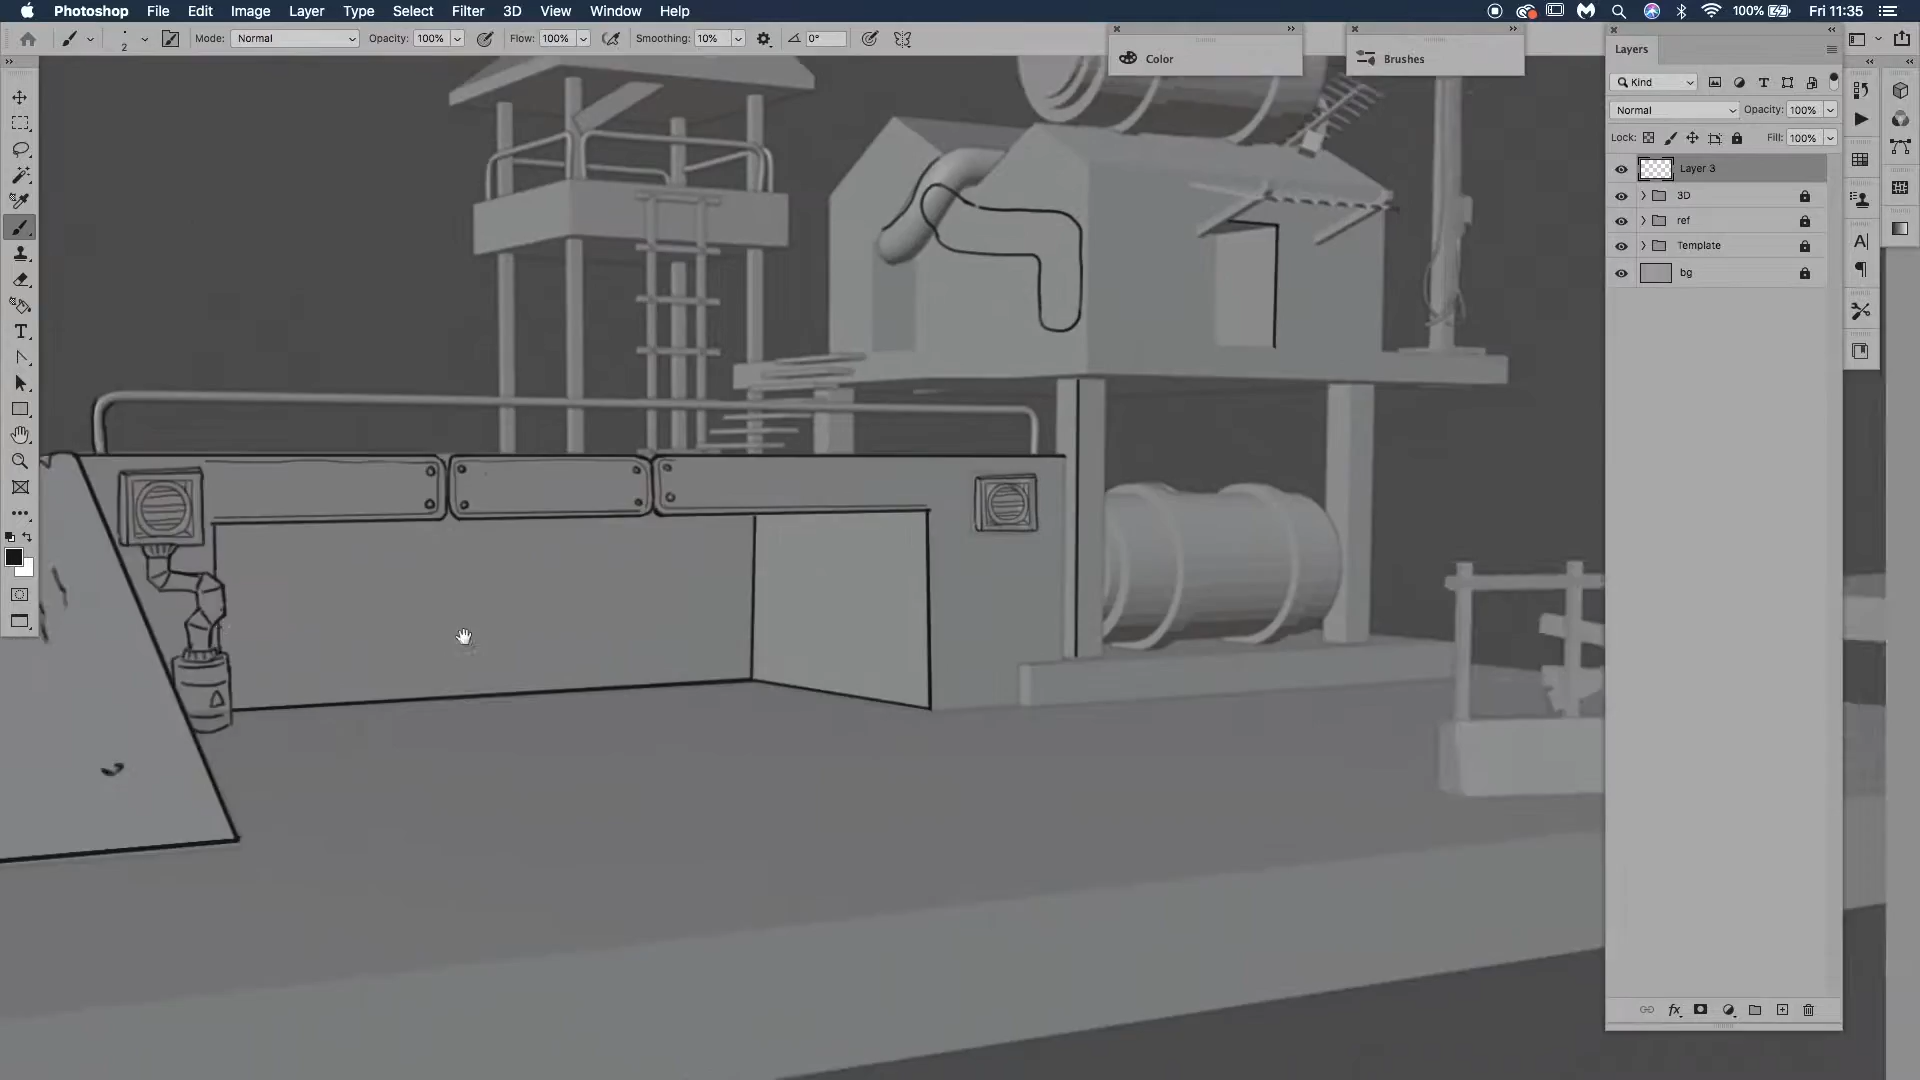 Photoshop File Edit Image Layer Type Select Filter 3D View Window Help 100% Fri 11:35
2 Mode: Normal Opacity: 100% Flow: 100% Smoothing: 10% 0°
Color
Brushes
Layers
Kind
Normal Opacity: 100%
Lock: Fill: 100%
Layer 3
3D
ref
Template
bg
fx